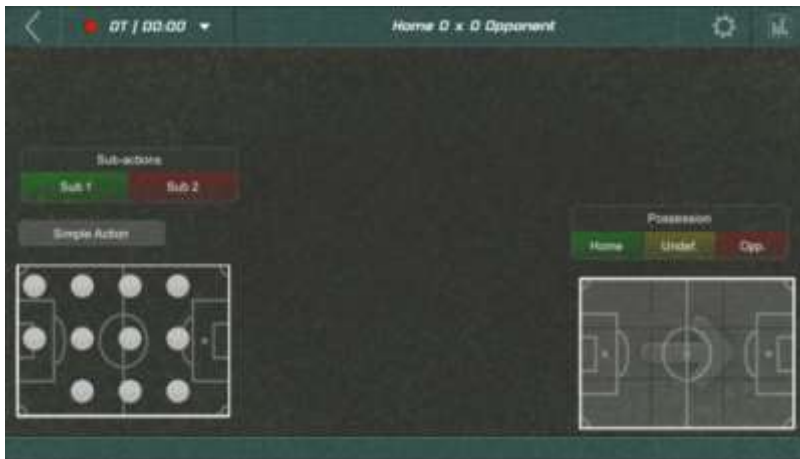 0T / 00:00
Home 0 x 0 Opponent
Sub-actions
Sub 1 Sub 2
Simple Action
Possession
Home Undef. Opp.